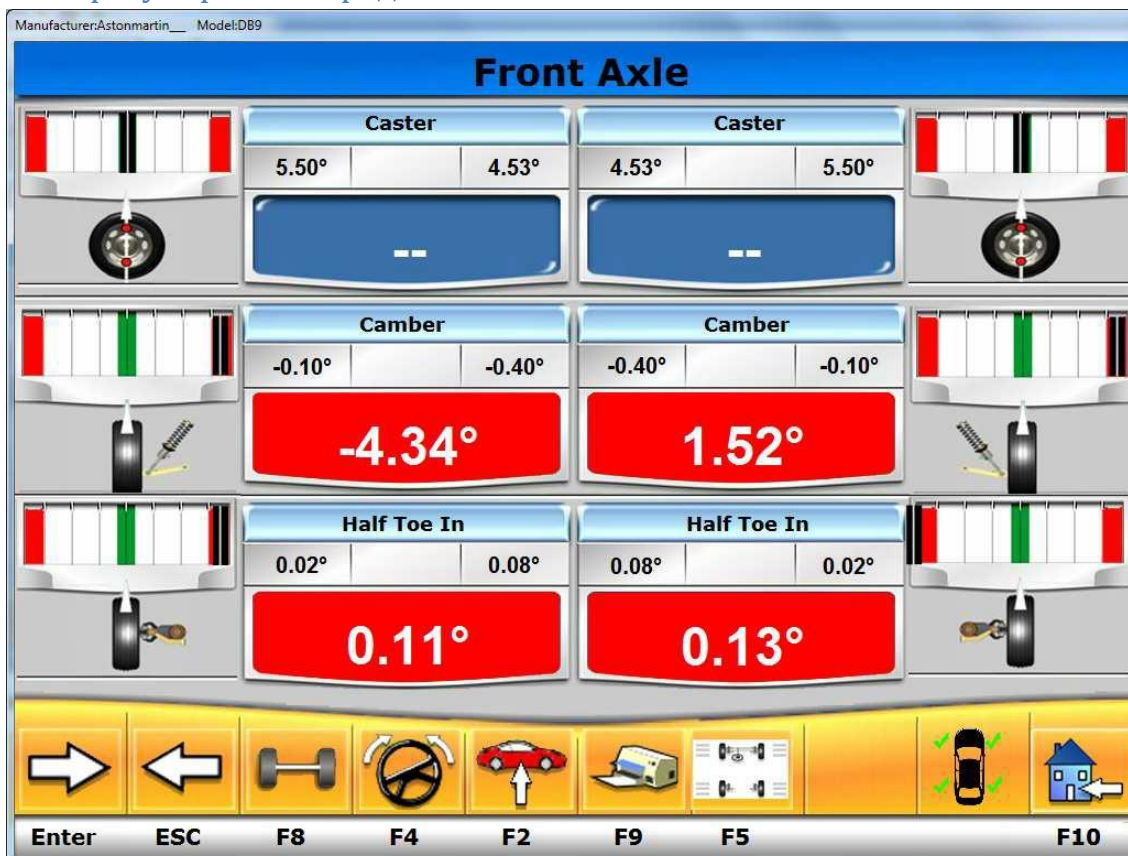 Manufacturer:Astonmartin__ Model:DB9
Front Axle
Caster Caster
5.50° 4.53° 4.53° 5.50°
-- --
Camber Camber
-0.10° -0.40° -0.40° -0.10°
-4.34° 1.52°
Half Toe In Half Toe In
0.02° 0.08° 0.08° 0.02°
0.11° 0.13°
Enter ESC F8 F4 F2 F9 F5 F10